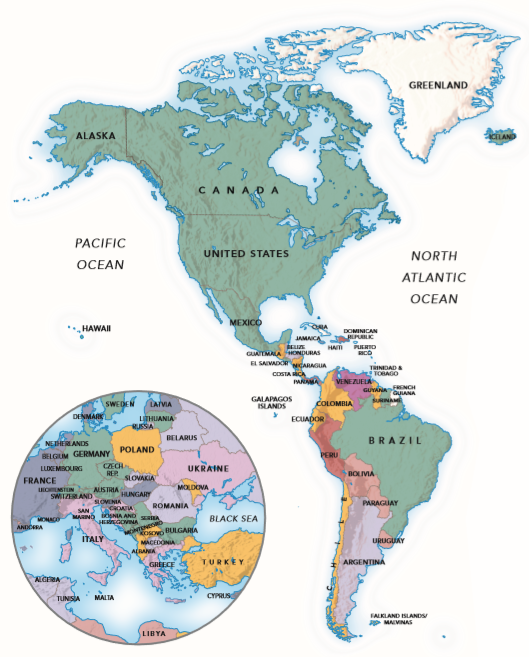 GREENLAND
ICELAND
ALASKA
CANADA
PACIFIC
OCEAN
UNITED STATES
NORTH
ATLANTIC
OCEAN
HAWAII
MEXICO
CUBA
DOMINICAN
REPUBLIC
JAMAICA
HAITI
PUERTO
RICO
BELIZE
HONDURAS
GUATEMALA
EL SALVADOR
NICARAGUA
COSTA RICA
PANAMA
TRINIDAD &
TOBAGO
VENEZUELA
GUYANA
FRENCH
GUIANA
SURINAME
GALAPAGOS
ISLANDS
COLOMBIA
ECUADOR
BRAZIL
PERU
BOLIVIA
PARAGUAY
CHILE
URUGUAY
ARGENTINA
FALKLAND ISLANDS/
MALVINAS
SWEDEN
LATVIA
DENMARK
LITHUANIA
RUSSIA
BELARUS
NETHERLANDS
POLAND
BELGIUM
GERMANY
LUXEMBOURG
CZECH
REP.
UKRAINE
SLOVAKIA
FRANCE
LIECHTENSTEIN
AUSTRIA
MOLDOVA
SWITZERLAND
HUNGARY
SLOVENIA
CROATIA
ROMANIA
SAN
MARINO
BOSNIA AND
HERZEGOVINA
SERBIA
BLACK SEA
MONACO
ANDORRA
MONTENEGRO
KOSOVO
BULGARIA
ITALY
MACEDONIA
ALBANIA
GREECE
TURKEY
ALGERIA
TUNISIA
MALTA
CYPRUS
LIBYA